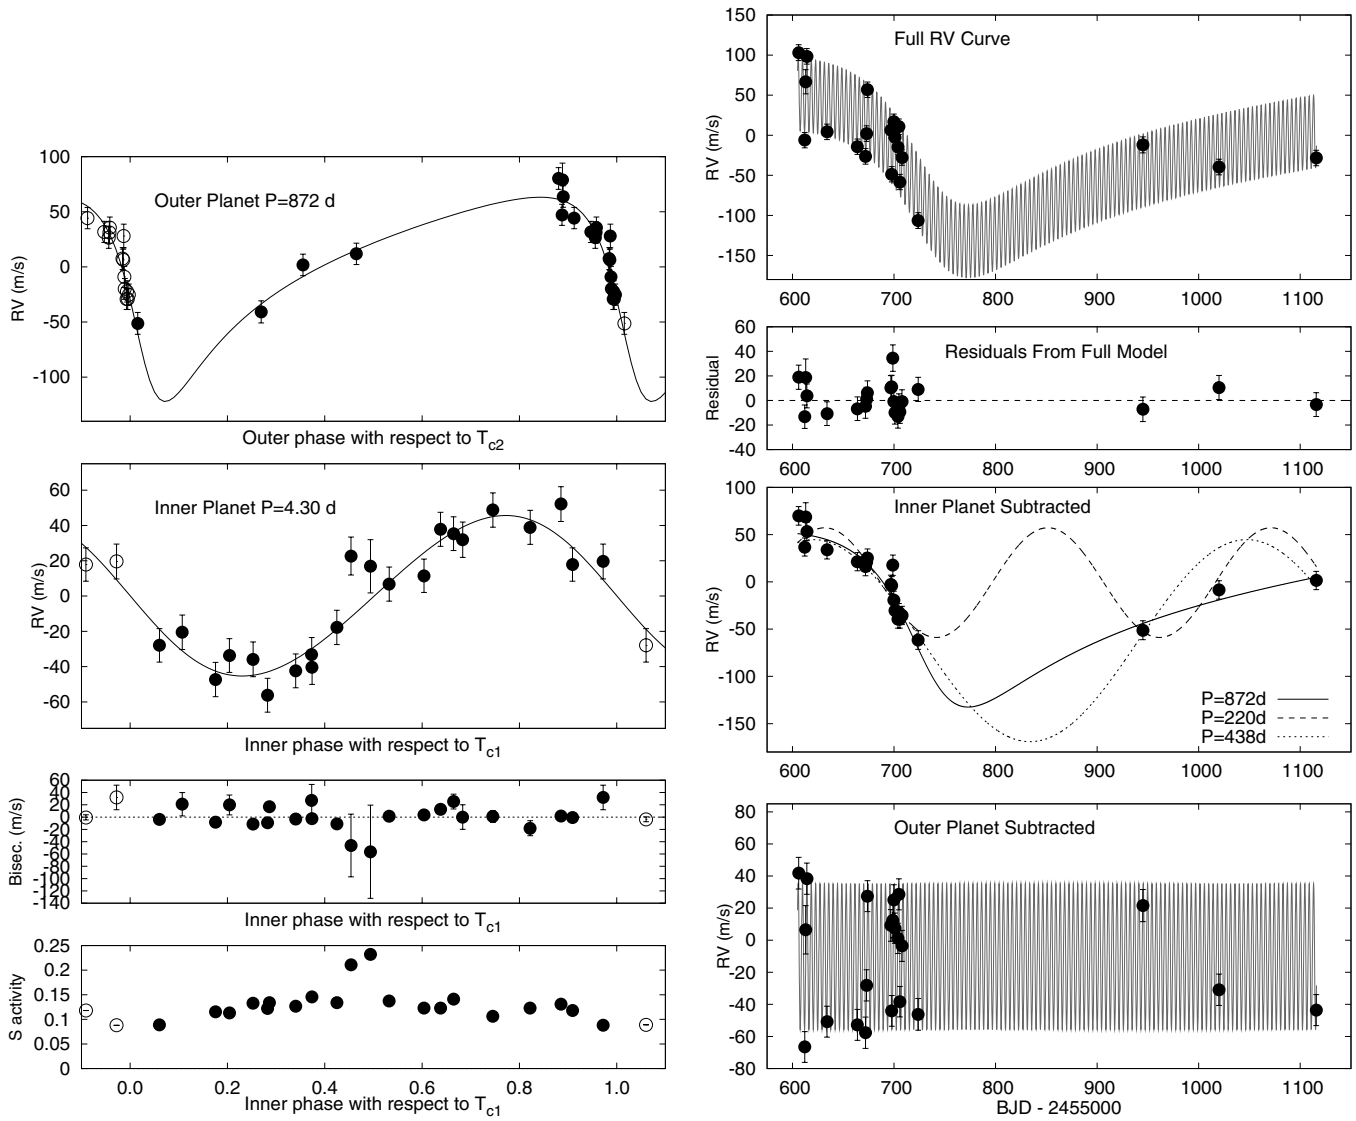 Outer Planet P=872 d
RV (m/s)
100
50
0
-50
-100
Outer phase with respect to Tc2
Inner Planet P=4.30 d
RV (m/s)
60
40
20
0
-20
-40
-60
Inner phase with respect to Tc1
Bisec. (m/s)
60
40
20
0
-20
-40
-60
-80
-100
-120
-140
Inner phase with respect to Tc1
S activity
0.25
0.2
0.15
0.1
0.05
0
0.0 0.2 0.4 0.6 0.8 1.0
Inner phase with respect to Tc1
Full RV Curve
RV (m/s)
150
100
50
0
-50
-100
-150
600 700 800 900 1000 1100
Residuals From Full Model
Residual
60
40
20
0
-20
-40
600 700 800 900 1000 1100
Inner Planet Subtracted
RV (m/s)
100
50
0
-50
-100
-150
P=872d
P=220d
P=438d
600 700 800 900 1000 1100
Outer Planet Subtracted
RV (m/s)
80
60
40
20
0
-20
-40
-60
-80
600 700 800 900 1000 1100
BJD - 2455000